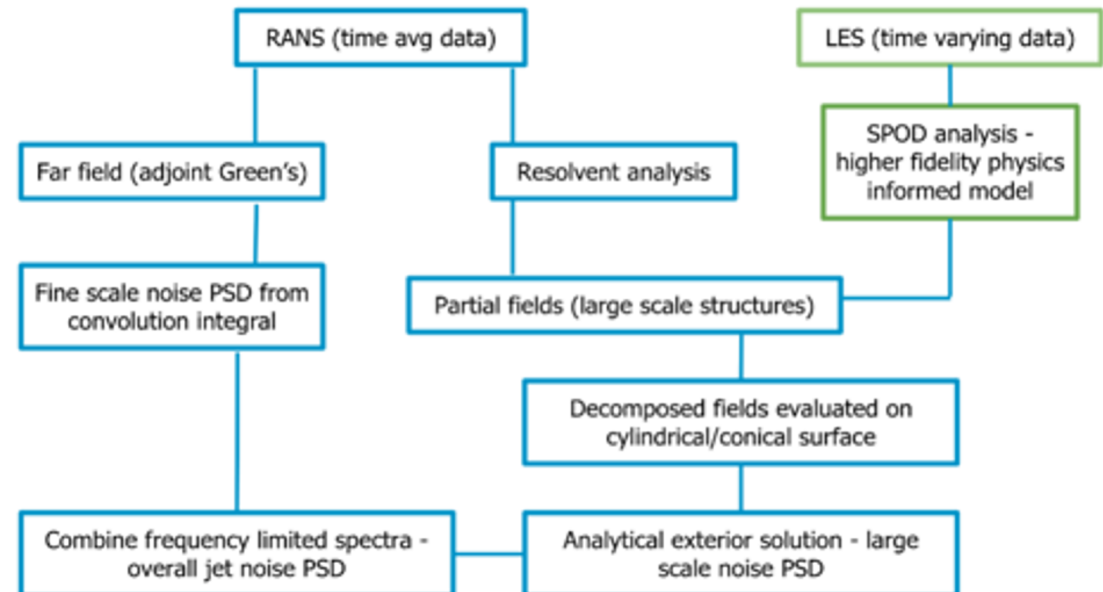 RANS (time avg data)
LES (time varying data)
SPOD analysis -
higher fidelity physics
informed model
Far field (adjoint Green's)
Resolvent analysis
Fine scale noise PSD from
convolution integral
Partial fields (large scale structures)
Decomposed fields evaluated on
cylindrical/conical surface
Combine frequency limited spectra -
overall jet noise PSD
Analytical exterior solution - large
scale noise PSD